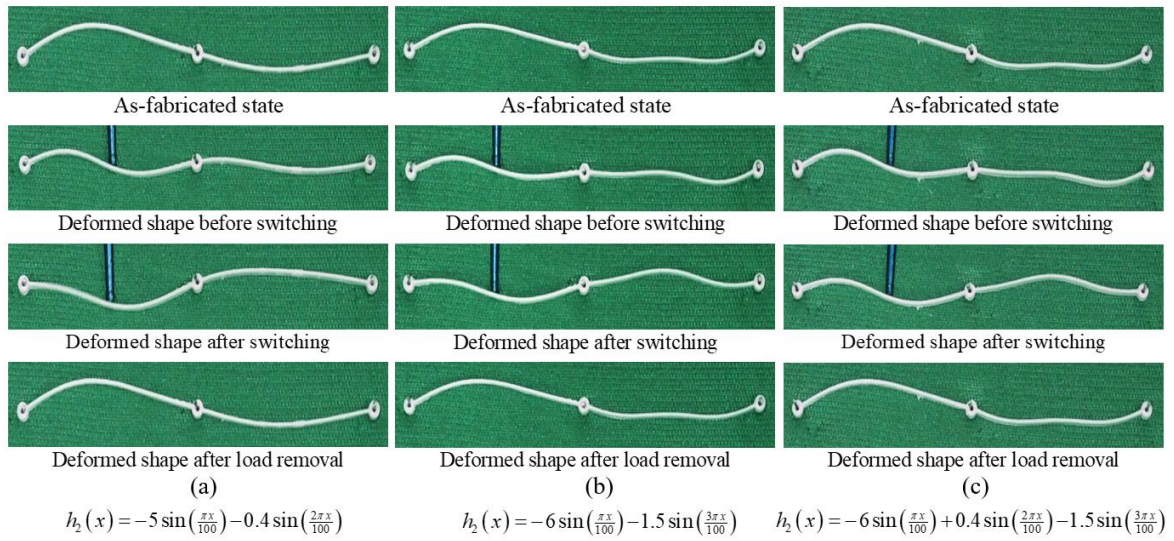 As-fabricated state As-fabricated state As-fabricated state
Deformed shape before switching Deformed shape before switching Deformed shape before switching
Deformed shape after switching Deformed shape after switching Deformed shape after switching
Deformed shape after load removal Deformed shape after load removal Deformed shape after load removal
(a) (b) (c)
h₂(x) = −5 sin(πx/100) − 0.4 sin(2πx/100) h₂(x) = −6 sin(πx/100) − 1.5 sin(3πx/100) h₂(x) = −6 sin(πx/100) + 0.4 sin(2πx/100) − 1.5 sin(3πx/100)